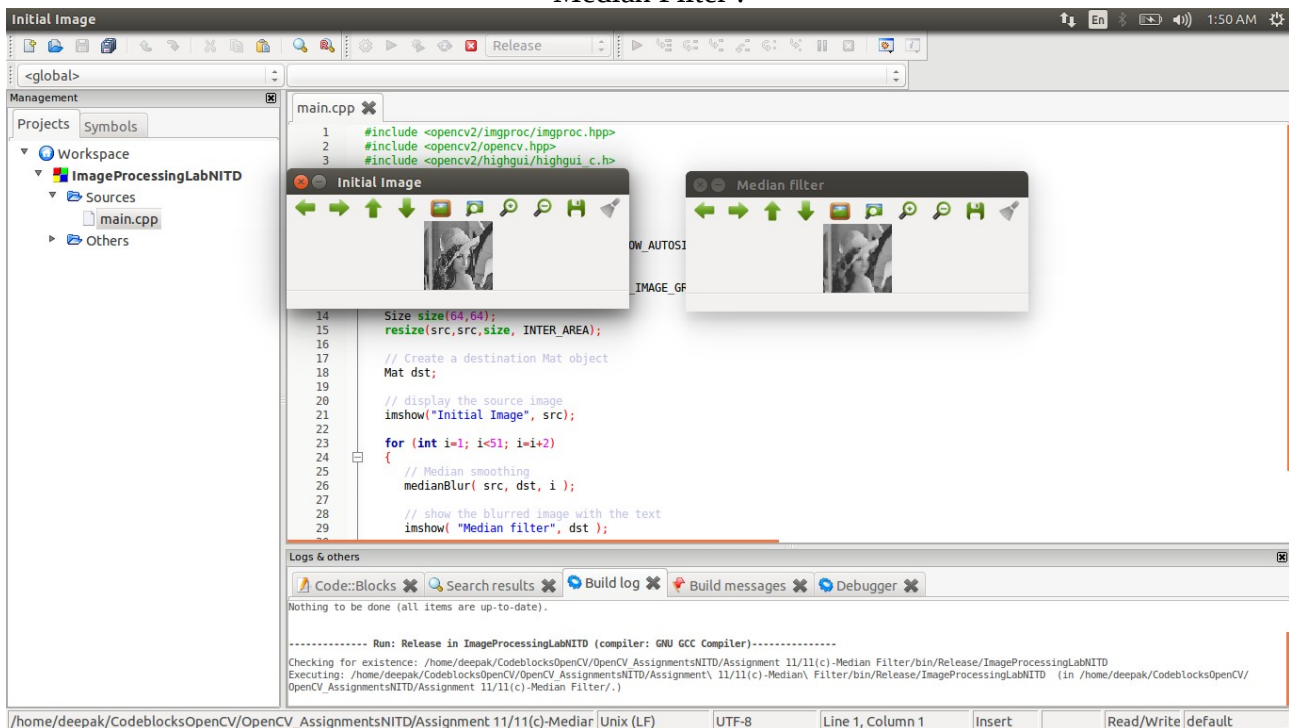 Median Filter :
Initial Image
En
1:50 AM
Release
<global>
Management
Projects Symbols
Workspace
ImageProcessingLabNITD
Sources
main.cpp
Others
main.cpp
1 #include <opencv2/imgproc/imgproc.hpp>
2 #include <opencv2/opencv.hpp>
3 #include <opencv2/highgui/highgui_c.h>
Initial Image
Median filter
OW_AUTOSI
_IMAGE_GR
14 Size size(64,64);
15 resize(src,src,size, INTER_AREA);
16
17 // Create a destination Mat object
18 Mat dst;
19
20 // display the source image
21 imshow("Initial Image", src);
22
23 for (int i=1; i<51; i=i+2)
24 {
25 // Median smoothing
26 medianBlur( src, dst, i );
27
28 // show the blurred image with the text
29 imshow( "Median filter", dst );
Logs & others
Code::Blocks Search results Build log Build messages Debugger
Nothing to be done (all items are up-to-date).
-------------- Run: Release in ImageProcessingLabNITD (compiler: GNU GCC Compiler)---------------
Checking for existence: /home/deepak/CodeblocksOpenCV/OpenCV_AssignmentsNITD/Assignment 11/11(c)-Median Filter/bin/Release/ImageProcessingLabNITD
Executing: /home/deepak/CodeblocksOpenCV/OpenCV_AssignmentsNITD/Assignment\ 11/11(c)-Median\ Filter/bin/Release/ImageProcessingLabNITD (in /home/deepak/CodeblocksOpenCV/
OpenCV_AssignmentsNITD/Assignment 11/11(c)-Median Filter/.)
/home/deepak/CodeblocksOpenCV/OpenCV_AssignmentsNITD/Assignment 11/11(c)-Median Unix (LF) UTF-8 Line 1, Column 1 Insert Read/Write default